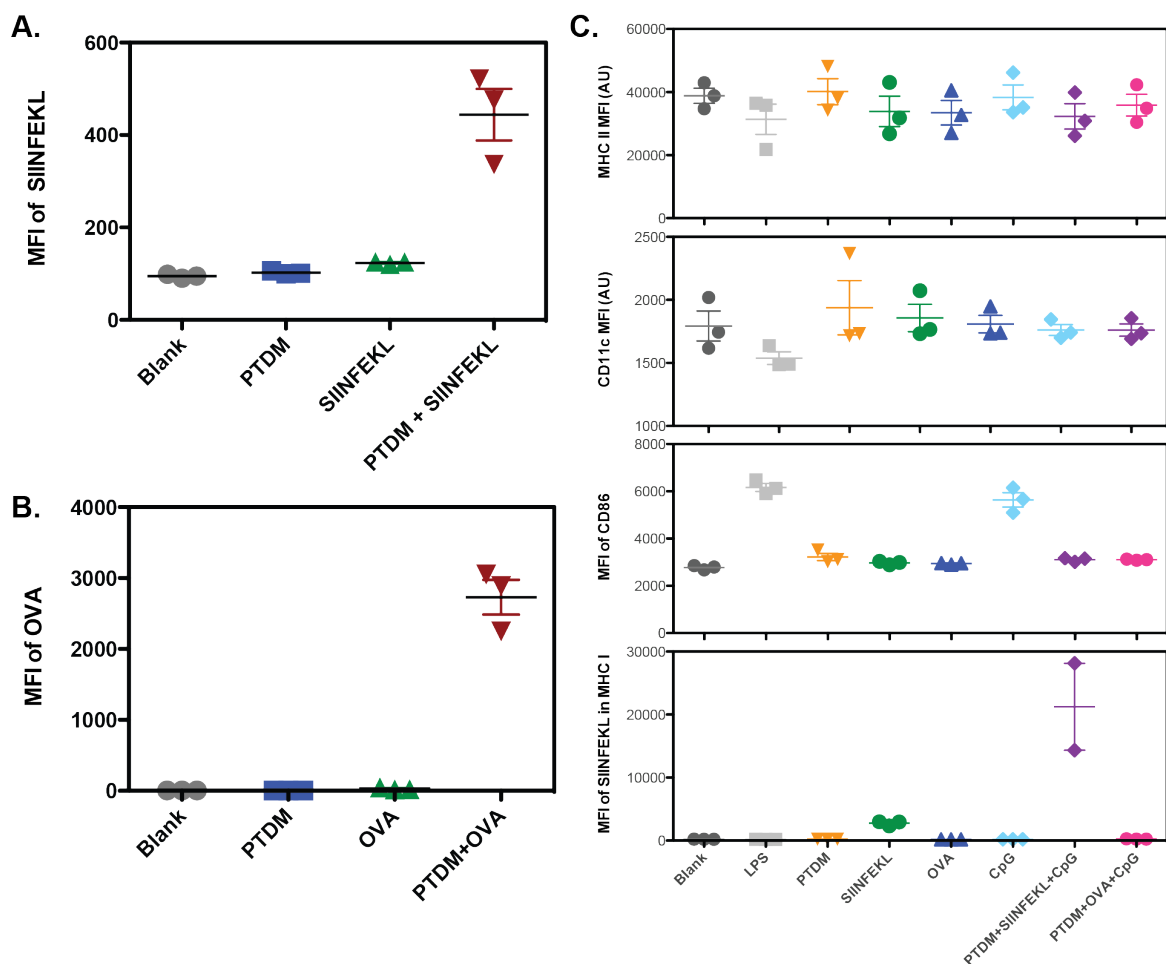 A.
MFI of SIINFEKL
600
400
200
0
Blank
PTDM
SIINFEKL
PTDM + SIINFEKL
B.
MFI of OVA
4000
3000
2000
1000
0
Blank
PTDM
OVA
PTDM+OVA
C.
MHC II MFI (AU)
60000
40000
20000
0
CD11c MFI (AU)
2500
2000
1500
1000
MFI of CD86
8000
6000
4000
2000
0
MFI of SIINFEKL in MHC I
30000
20000
10000
0
Blank
LPS
PTDM
SIINFEKL
OVA
CpG
PTDM+SIINFEKL+CpG
PTDM+OVA+CpG